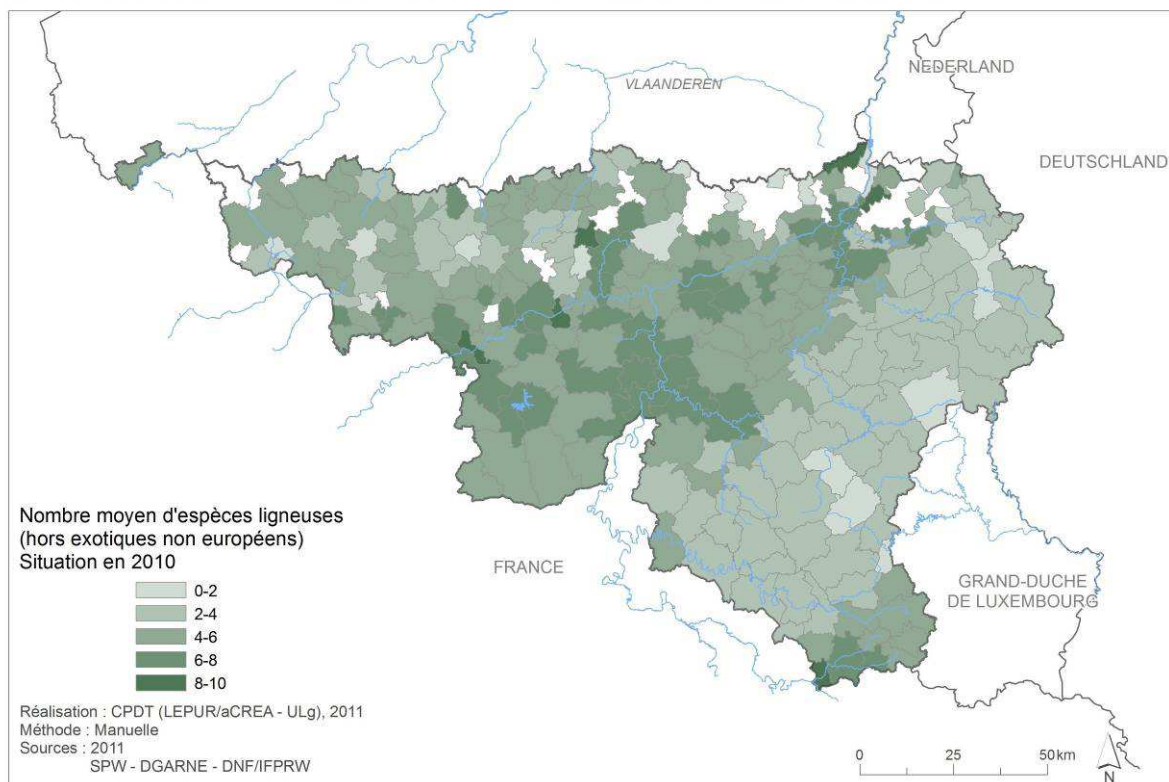 NEDERLAND
VLAANDEREN
DEUTSCHLAND
Nombre moyen d'espèces ligneuses
(hors exotiques non européens)
Situation en 2010
0-2
2-4
4-6
6-8
8-10
FRANCE
GRAND-DUCHE
DE LUXEMBOURG
Réalisation : CPDT (LEPUR/aCREA - ULg), 2011
Méthode : Manuelle
Sources : 2011
SPW - DGARNE - DNF/IFPRW
0 25 50 km
N